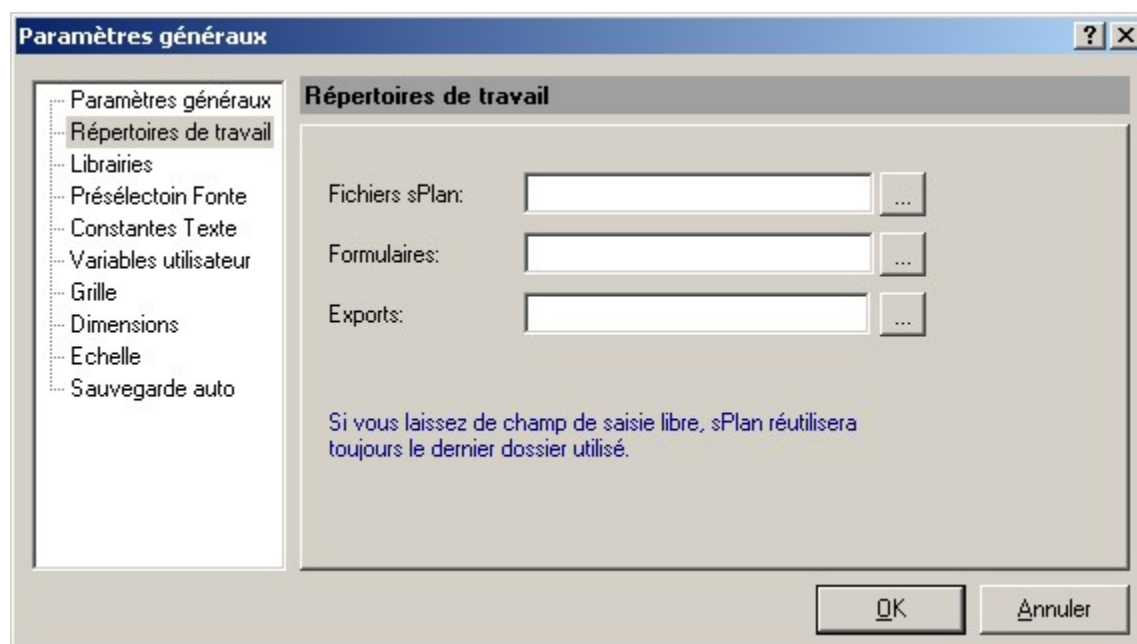 Paramètres généraux
Paramètres généraux
Répertoires de travail
Librairies
Présélectoin Fonte
Constantes Texte
Variables utilisateur
Grille
Dimensions
Echelle
Sauvegarde auto
Répertoires de travail
Fichiers sPlan:
...
Formulaires:
...
Exports:
...
Si vous laissez de champ de saisie libre, sPlan réutilisera
toujours le dernier dossier utilisé.
OK
Annuler